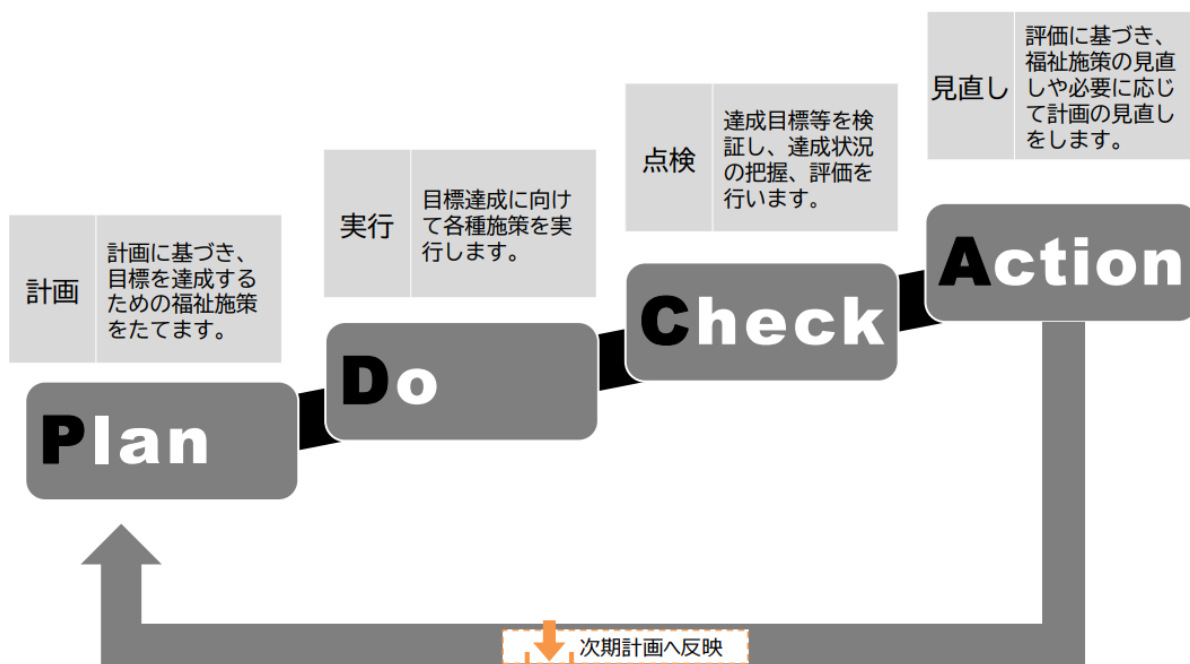 計画
計画に基づき、
目標を達成する
ための福祉施策
をたてます。
Plan
実行
目標達成に向け
て各種施策を実
行します。
Do
点検
達成目標等を検
証し、達成状況
の把握、評価を
行います。
Check
見直し
評価に基づき、
福祉施策の見直
しや必要に応じ
て計画の見直し
をします。
Action
次期計画へ反映